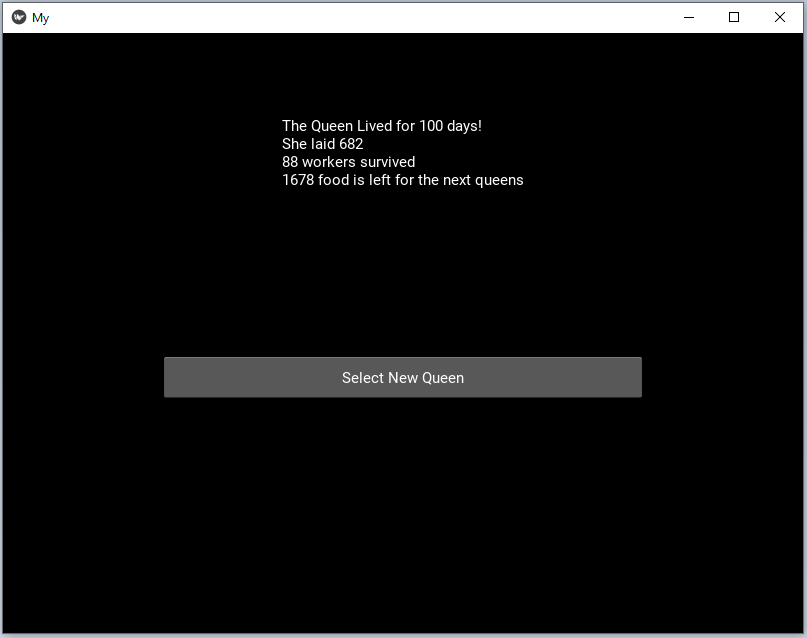 My
The Queen Lived for 100 days!
She laid 682
88 workers survived
1678 food is left for the next queens
Select New Queen